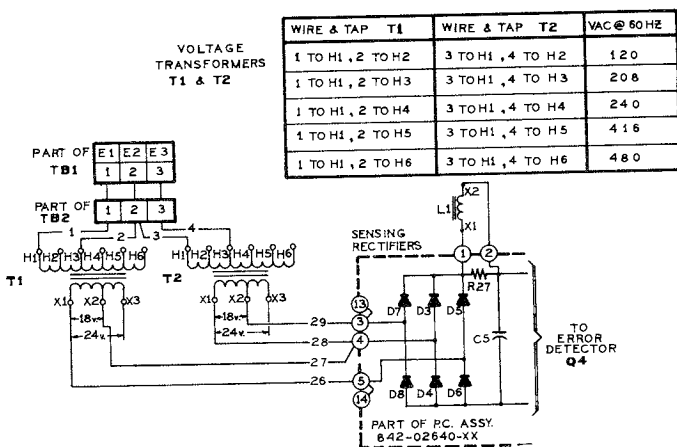 VOLTAGE
TRANSFORMERS
T1 & T2
WIRE & TAP T1 WIRE & TAP T2 VAC @ 60 HZ
1 TO H1, 2 TO H2 3 TO H1, 4 TO H2 120
1 TO H1, 2 TO H3 3 TO H1, 4 TO H3 208
1 TO H1, 2 TO H4 3 TO H1, 4 TO H4 240
1 TO H1, 2 TO H5 3 TO H1, 4 TO H5 416
1 TO H1, 2 TO H6 3 TO H1, 4 TO H6 480
PART OF TB1
E1 E2 E3
1 2 3
PART OF TB2
1 2 3
1 2 3 4
H1 H2 H3 H4 H5 H6
T1
X1 X2 X3
18v.
24v.
H1 H2 H3 H4 H5 H6
T2
X1 X2 X3
18v.
24v.
29
28
27
26
SENSING
RECTIFIERS
L1
X2
X1
1 2
R27
13
3
4
5
14
D7 D3 D5
D8 D4 D6
C5
TO
ERROR
DETECTOR
Q4
PART OF P.C. ASSY.
842-02640-XX